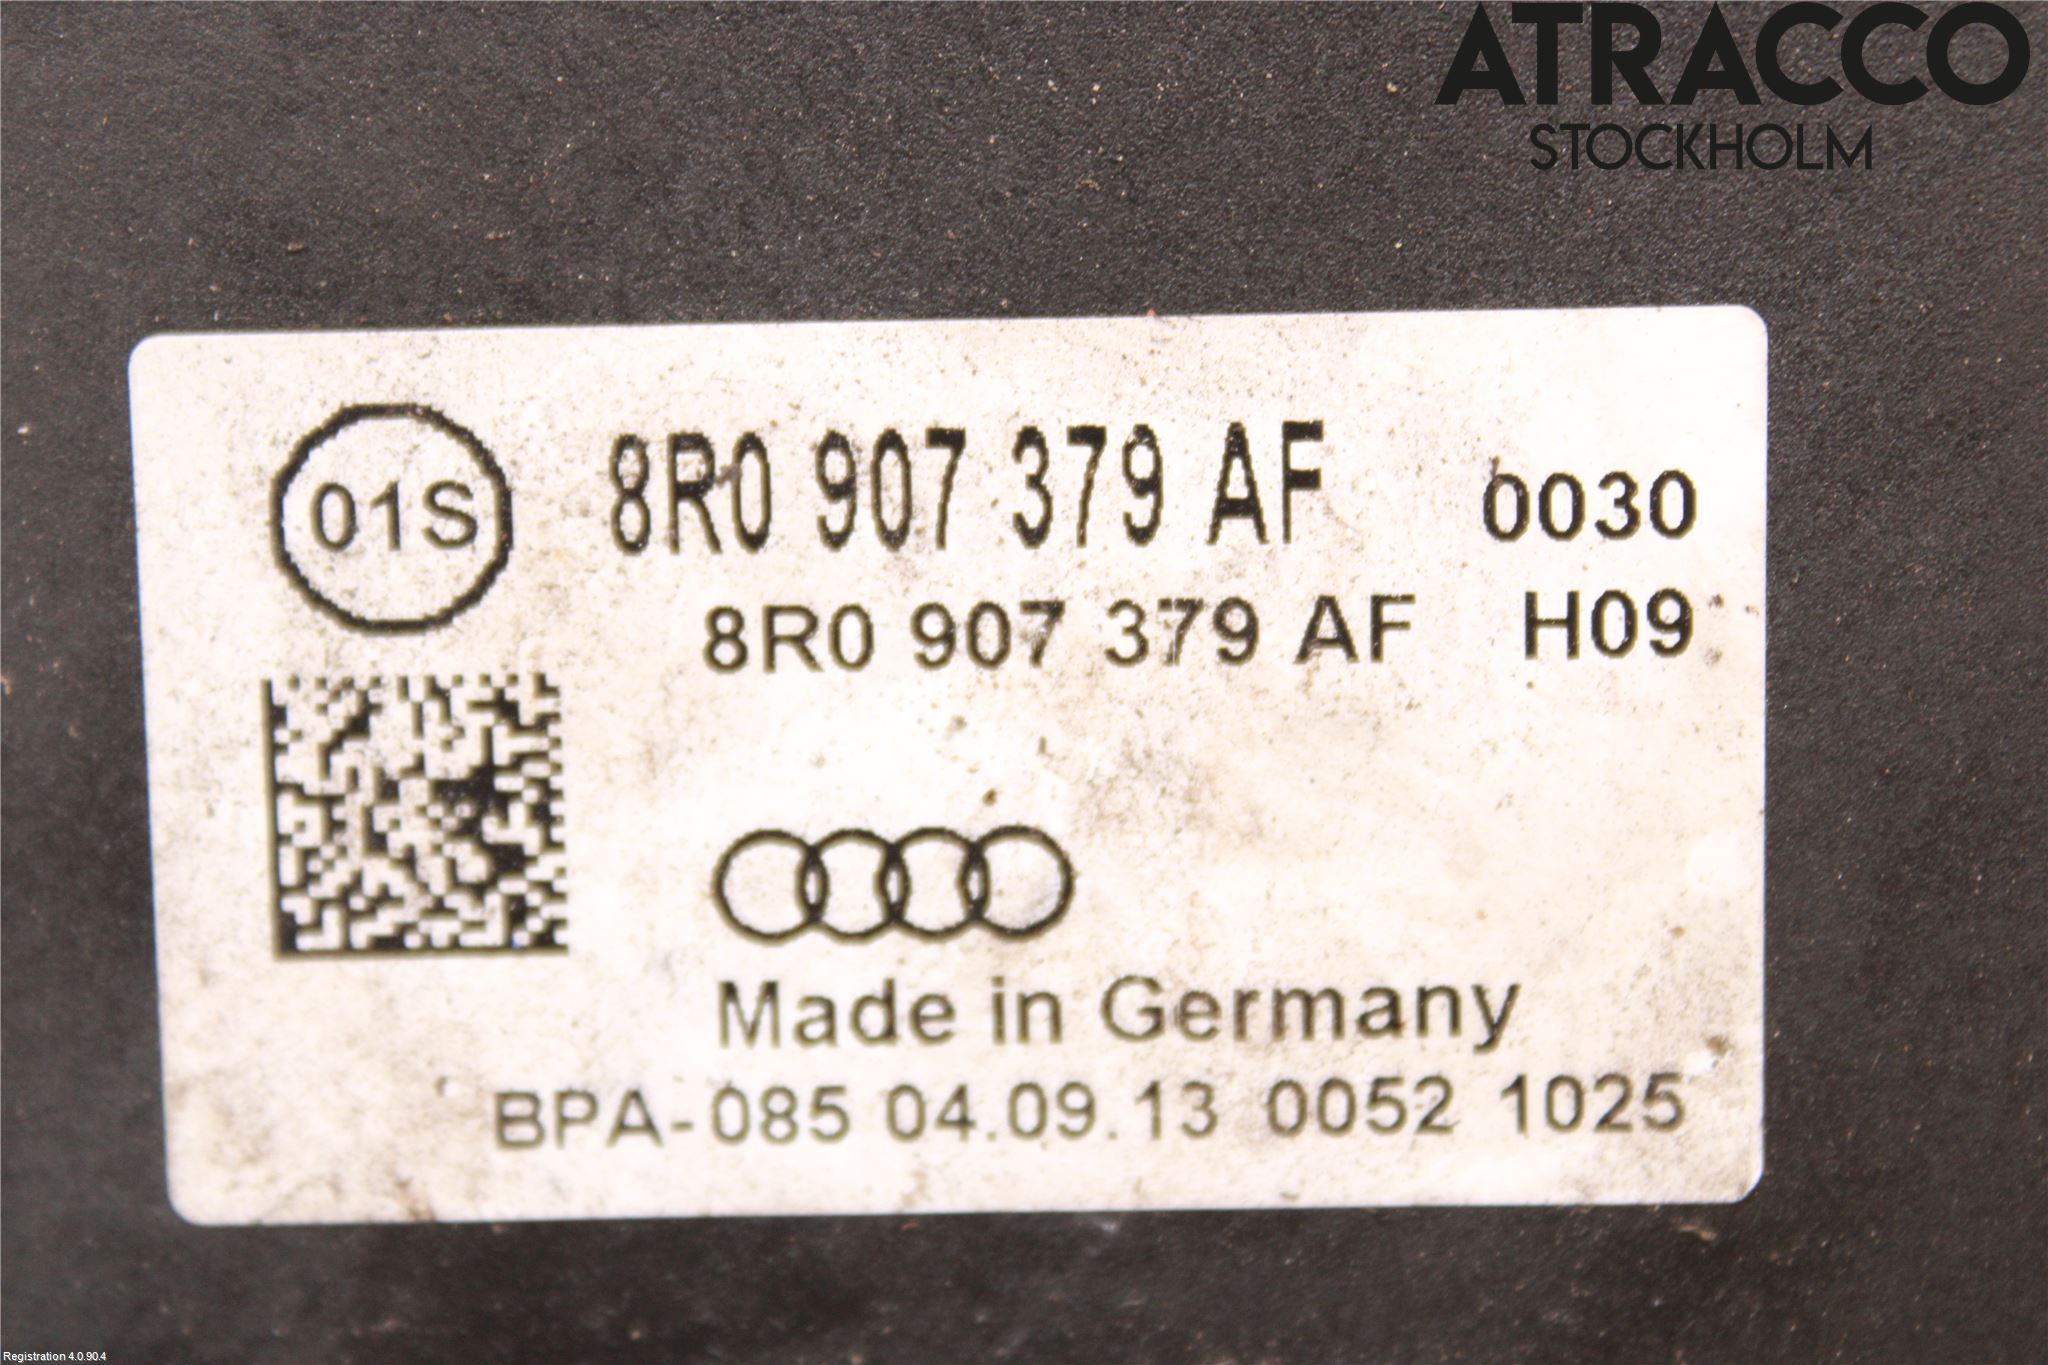 ATRACCO
STOCKHOLM
01S
8R0 907 379 AF 0030
8R0 907 379 AF H09
Made in Germany
BPA-085 04.09.13 0052 1025
Registration 4.0.90.4